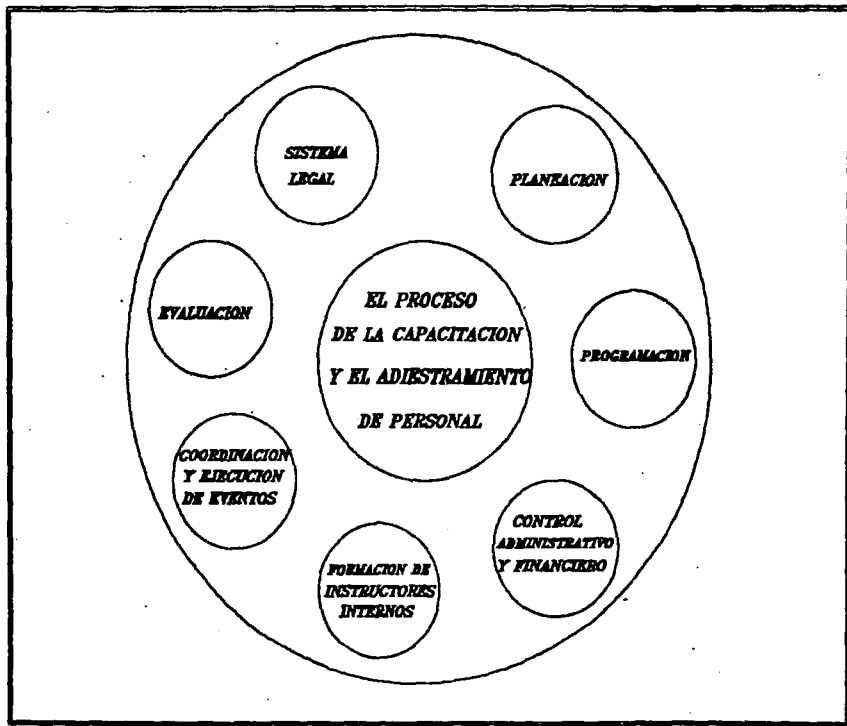 SISTEMA
LEGAL
PLANEACION
EVALUACION
EL PROCESO
DE LA CAPACITACION
Y EL ADIESTRAMIENTO
DE PERSONAL
PROGRAMACION
COORDINACION
Y EJECUCION
DE EVENTOS
CONTROL
ADMINISTRATIVO
Y FINANCIERO
FORMACION DE
INSTRUCTORES
INTERNOS